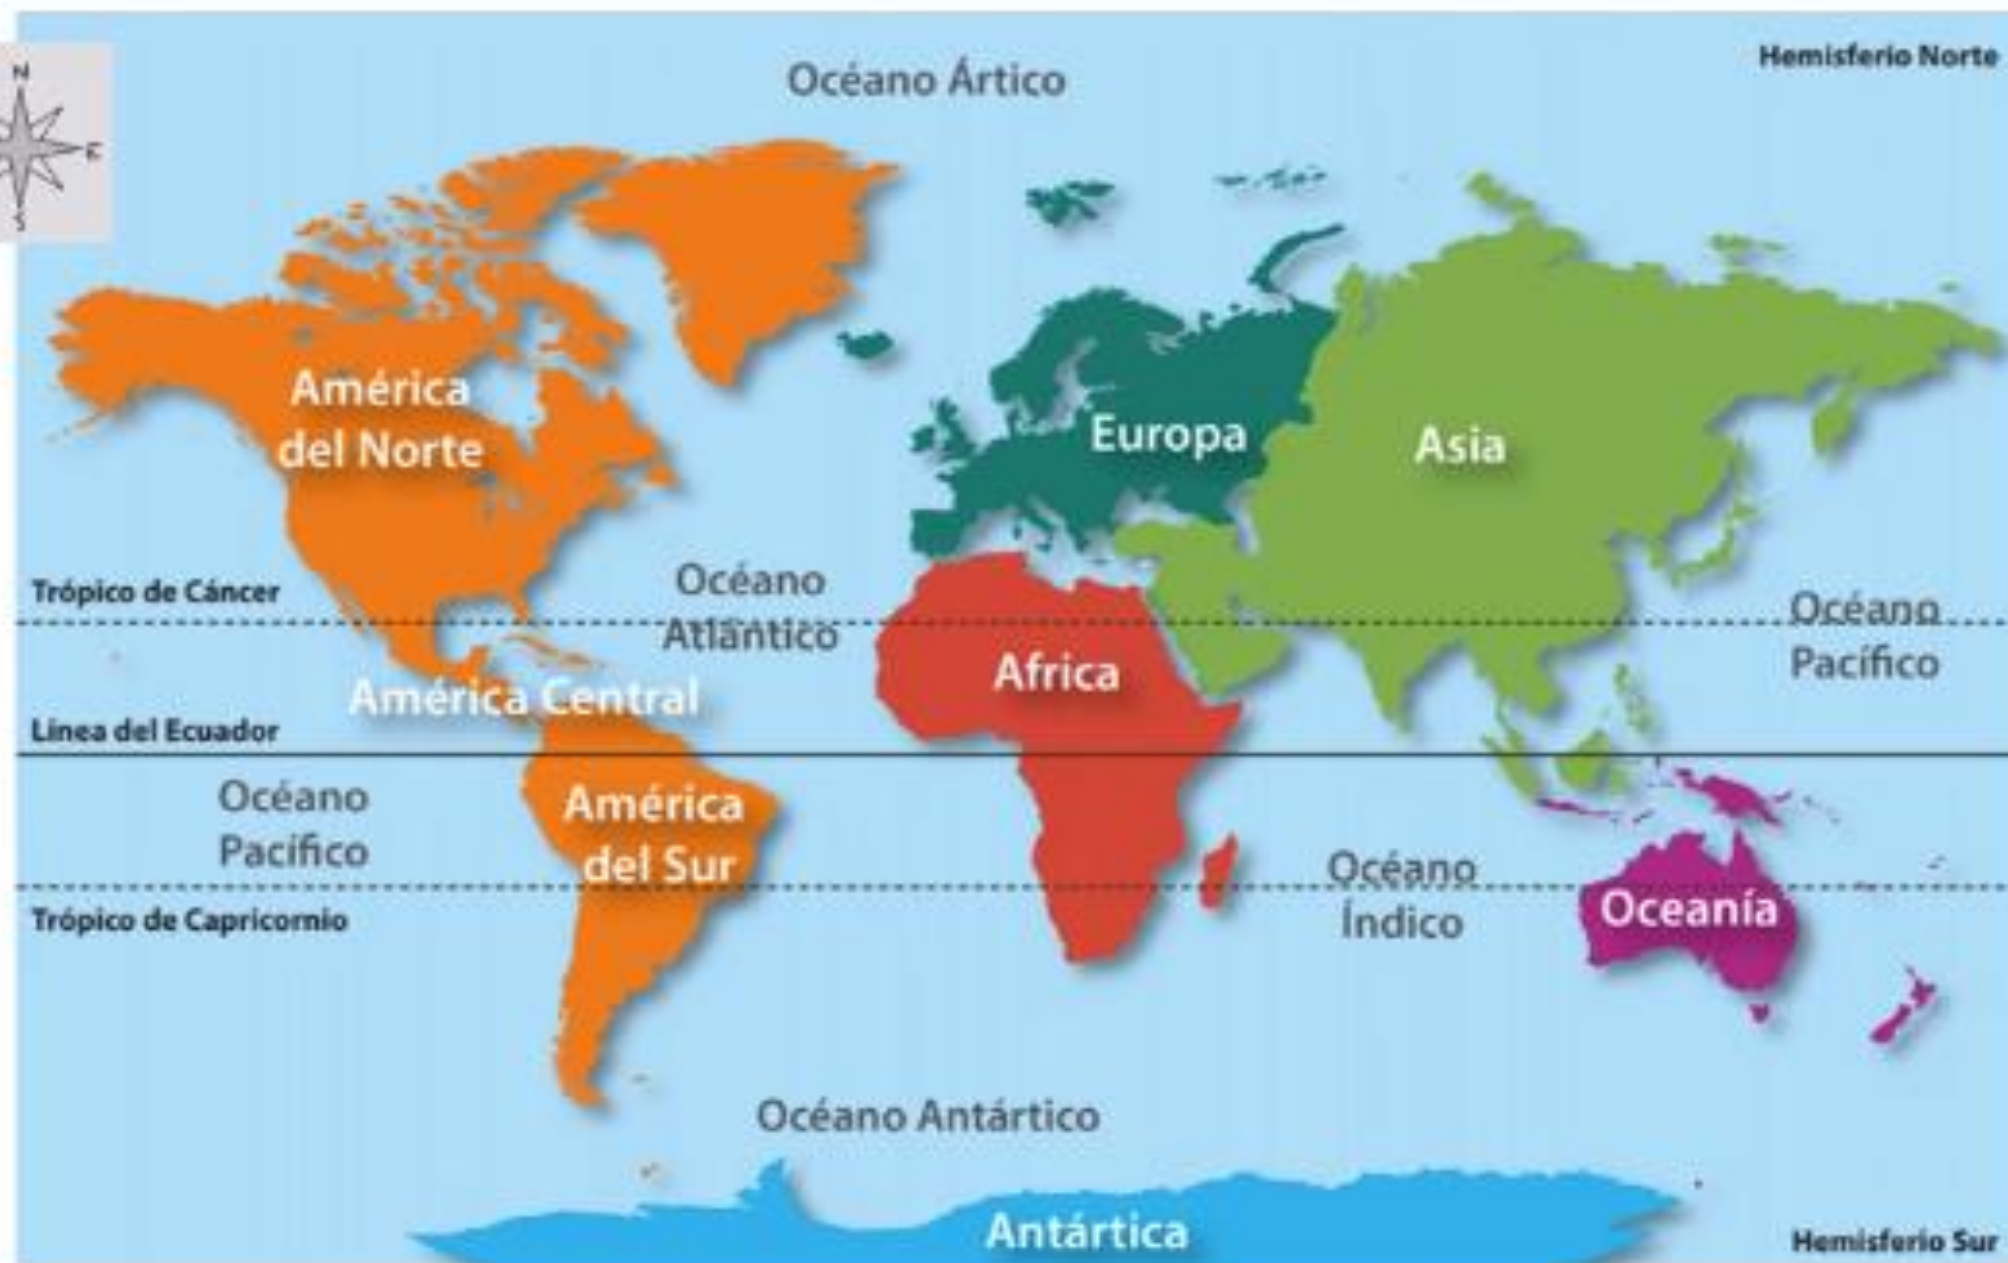 Océano Ártico
Hemisferio Norte
N
E
S
América
del Norte
Europa
Asia
Trópico de Cáncer
Océano
Atlántico
Océano
Pacífico
Africa
América Central
Línea del Ecuador
Océano
Pacífico
América
del Sur
Océano
Índico
Oceanía
Trópico de Capricornio
Océano Antártico
Antártica
Hemisferio Sur